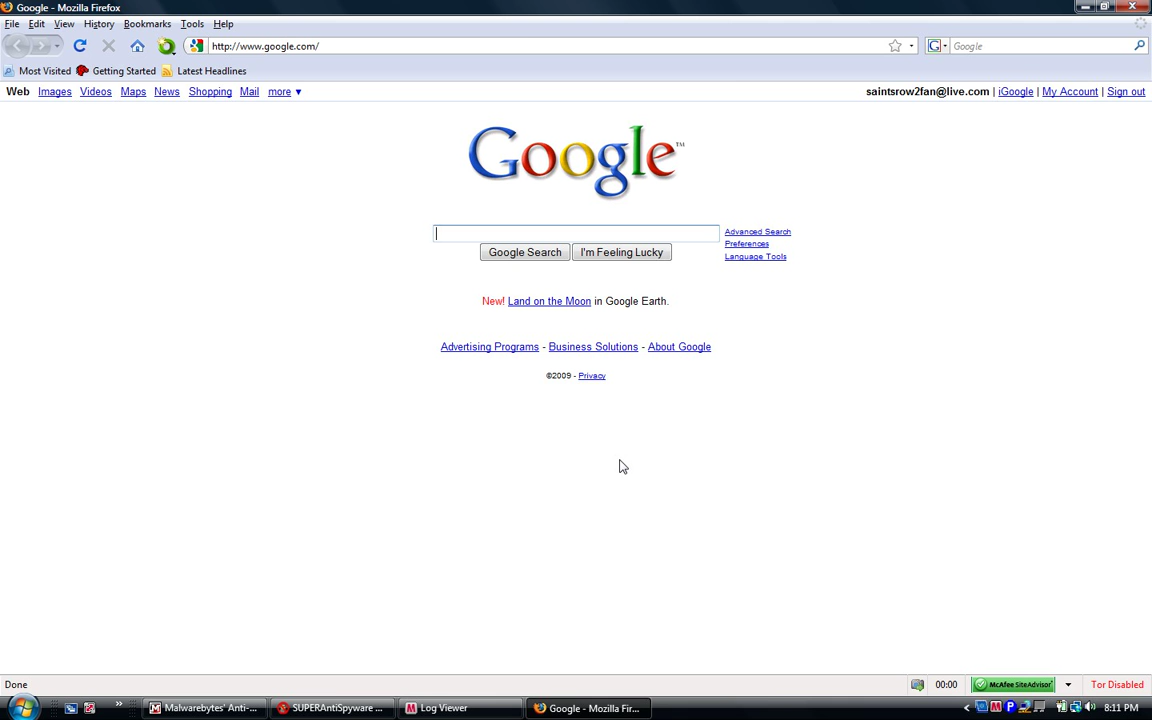 Google - Mozilla Firefox
File Edit View History Bookmarks Tools Help
http://www.google.com/
Google
Most Visited Getting Started Latest Headlines
Web Images Videos Maps News Shopping Mail more ▼ saintsrow2fan@live.com | iGoogle | My Account | Sign out
Google™
Advanced Search
Preferences
Language Tools
Google Search I'm Feeling Lucky
New! Land on the Moon in Google Earth.
Advertising Programs - Business Solutions - About Google
©2009 - Privacy
Done 00:00 McAfee SiteAdvisor Tor Disabled
Malwarebytes' Anti-... SUPERAntiSpyware ... Log Viewer Google - Mozilla Fir... 8:11 PM